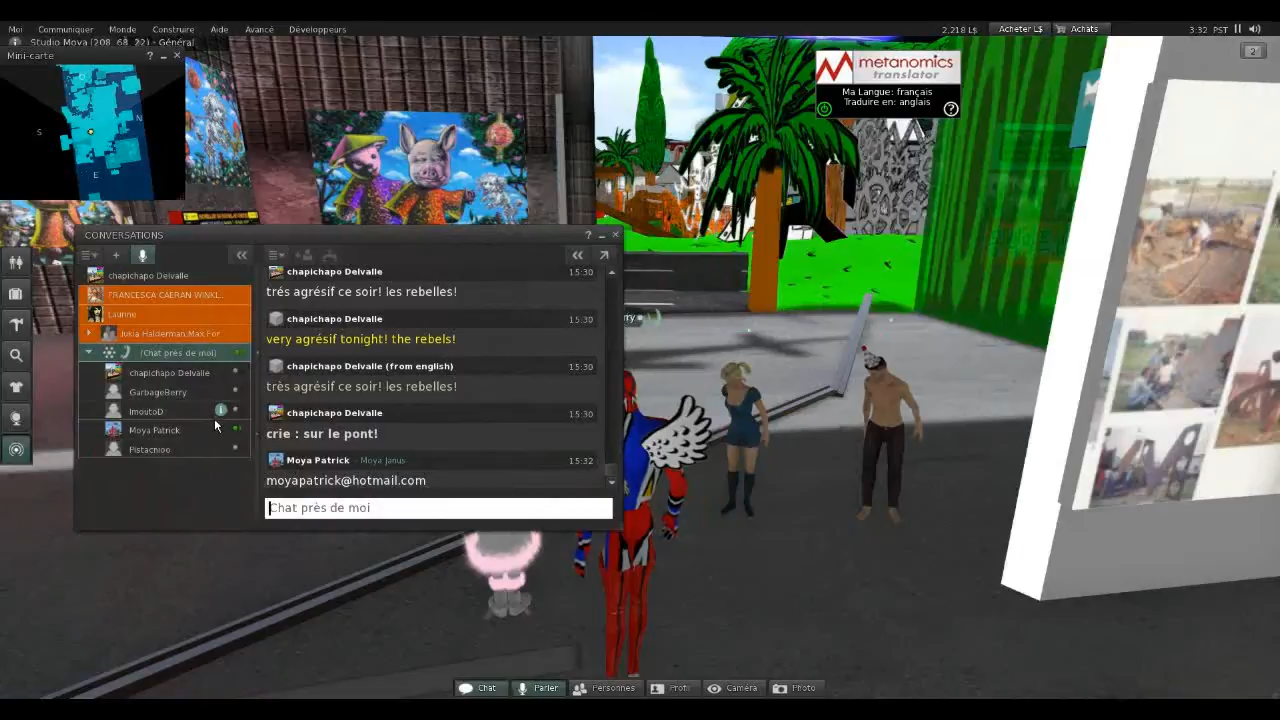 Moi Communiquer Monde Construire Aide Avancé Développeurs
2,218 L$ Acheter L$ Achats 3:32 PST
Studio Moya (208, 68, 22) - Général
Mini-carte ? _ ×
2
S
N
E
metanomics
translator
Ma Langue: français
Traduire en: anglais
?
CONVERSATIONS
? _ ×
chapichapo Delvalle
FRANCESCA CAERAN WINKL...
Laurine
Jukia Halderman,Max,For
(Chat près de moi)
chapichapo Delvalle
GarbageBerry
ImoutoD
Moya Patrick
Pistacnioo
chapichapo Delvalle 15:30
trés agrésif ce soir! les rebelles!
chapichapo Delvalle 15:30
very agrésif tonight! the rebels!
chapichapo Delvalle (from english) 15:30
très agrésif ce soir! les rebelles!
chapichapo Delvalle 15:30
crie : sur le pont!
Moya Patrick - Moya Janus 15:32
moyapatrick@hotmail.com
Chat près de moi
ry
Chat Parler Personnes Profil Caméra Photo